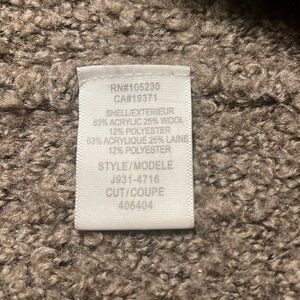 RN#105230
CA#19371
SHELL/EXTERIEUR
63% ACRYLIC 25% WOOL
12% POLYESTER
63% ACRYLIQUE 25% LAINE
12% POLYESTER
STYLE/MODELE
J931-4716
CUT/COUPE
406404